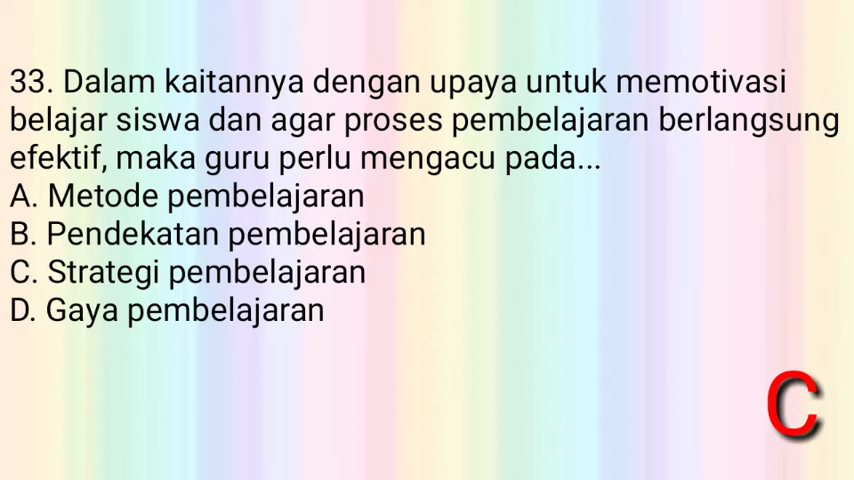 33. Dalam kaitannya dengan upaya untuk memotivasi
belajar siswa dan agar proses pembelajaran berlangsung
efektif, maka guru perlu mengacu pada...
A. Metode pembelajaran
B. Pendekatan pembelajaran
C. Strategi pembelajaran
D. Gaya pembelajaran
C